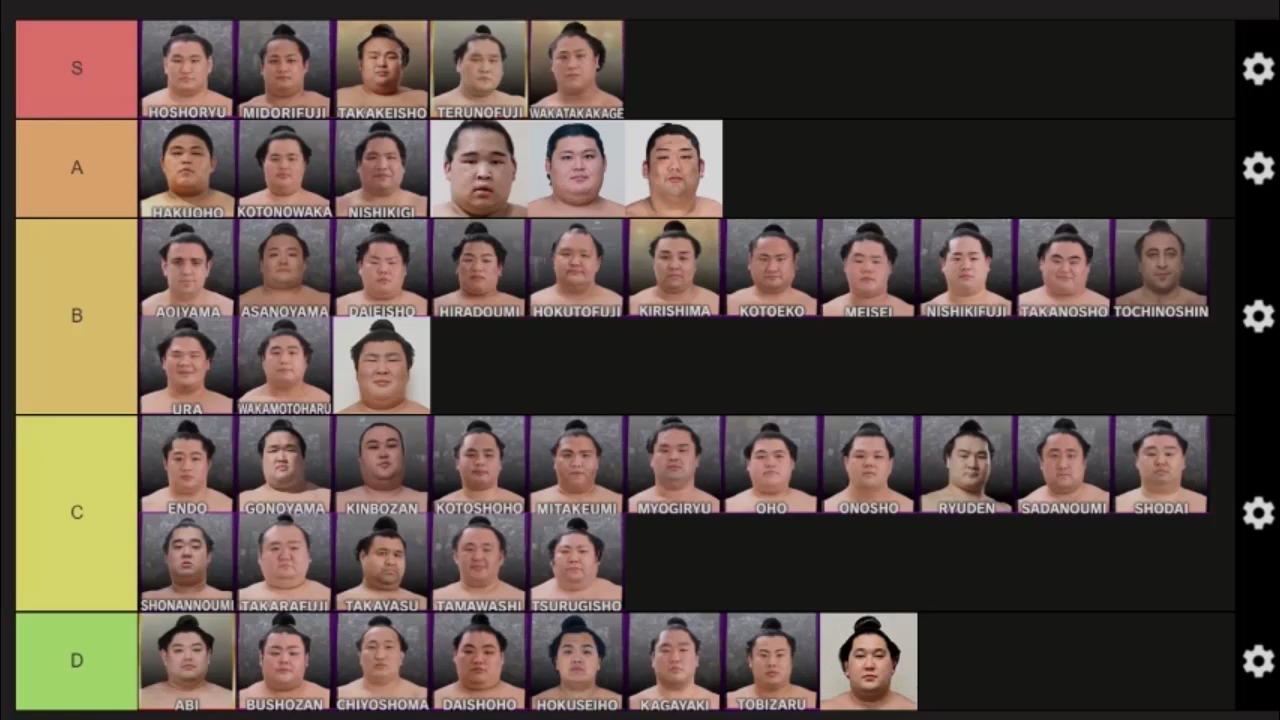 S
HOSHORYU MIDORIFUJI TAKAKEISHO TERUNOFUJI WAKATAKAKAGE
A
HAKUOHO KOTONOWAKA NISHIKIGI
B
AOIYAMA ASANOYAMA DAIEISHO HIRADOUMI HOKUTOFUJI KIRISHIMA KOTOEKO MEISEI NISHIKIFUJI TAKANOSHO TOCHINOSHIN
URA WAKAMOTOHARU
C
ENDO GONOYAMA KINBOZAN KOTOSHOHO MITAKEUMI MYOGIRYU OHO ONOSHO RYUDEN SADANOUMI SHODAI
SHONANNOUMI TAKARAFUJI TAKAYASU TAMAWASHI TSURUGISHO
D
ABI BUSHOZAN CHIYOSHOMA DAISHOHO HOKUSEIHO KAGAYAKI TOBIZARU